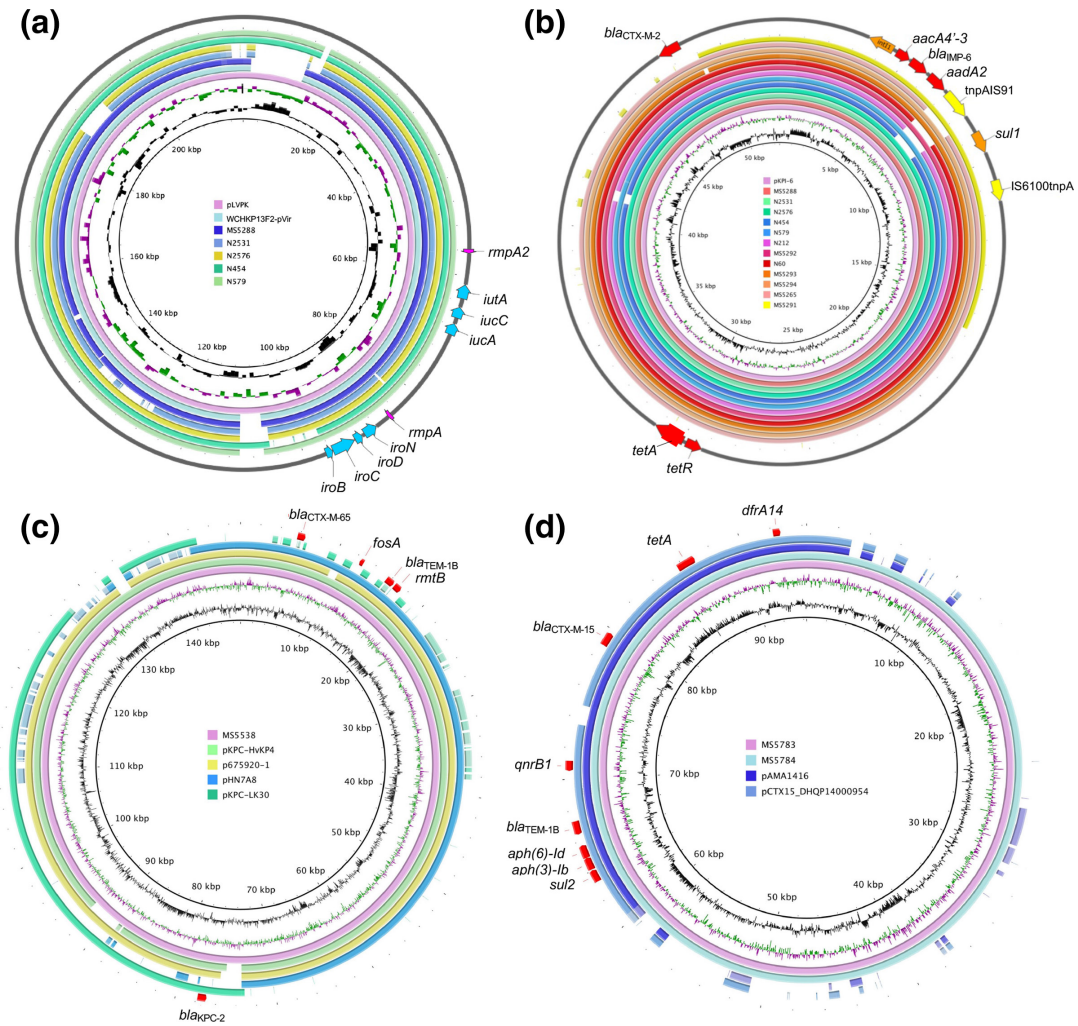 (a)
200 kbp
20 kbp
180 kbp
40 kbp
160 kbp
60 kbp
140 kbp
80 kbp
120 kbp
100 kbp
pLVPK
WCHKP13F2-pVir
MS5288
N2531
N2576
N454
N579
rmpA2
iutA
iucC
iucA
rmpA
iroN
iroD
iroC
iroB
(b)
blaCTX-M-2
intI1
aacA4'-3
blaIMP-6
aadA2
tnpAIS91
sul1
IS6100tnpA
50 kbp
5 kbp
45 kbp
10 kbp
40 kbp
15 kbp
35 kbp
20 kbp
30 kbp
25 kbp
pKPI-6
MS5288
N2531
N2576
N454
N579
N212
MS5292
N60
MS5293
MS5294
MS5265
MS5291
tetA
tetR
(c)
blaCTX-M-65
fosA
blaTEM-1B
rmtB
140 kbp
10 kbp
130 kbp
20 kbp
120 kbp
30 kbp
110 kbp
40 kbp
100 kbp
50 kbp
90 kbp
60 kbp
80 kbp
70 kbp
MS5538
pKPC-HvKP4
p675920-1
pHN7A8
pKPC-LK30
blaKPC-2
(d)
dfrA14
tetA
blaCTX-M-15
qnrB1
blaTEM-1B
aph(6)-Id
aph(3)-Ib
sul2
90 kbp
10 kbp
80 kbp
20 kbp
70 kbp
30 kbp
60 kbp
40 kbp
50 kbp
MS5783
MS5784
pAMA1416
pCTX15_DHQP14000954